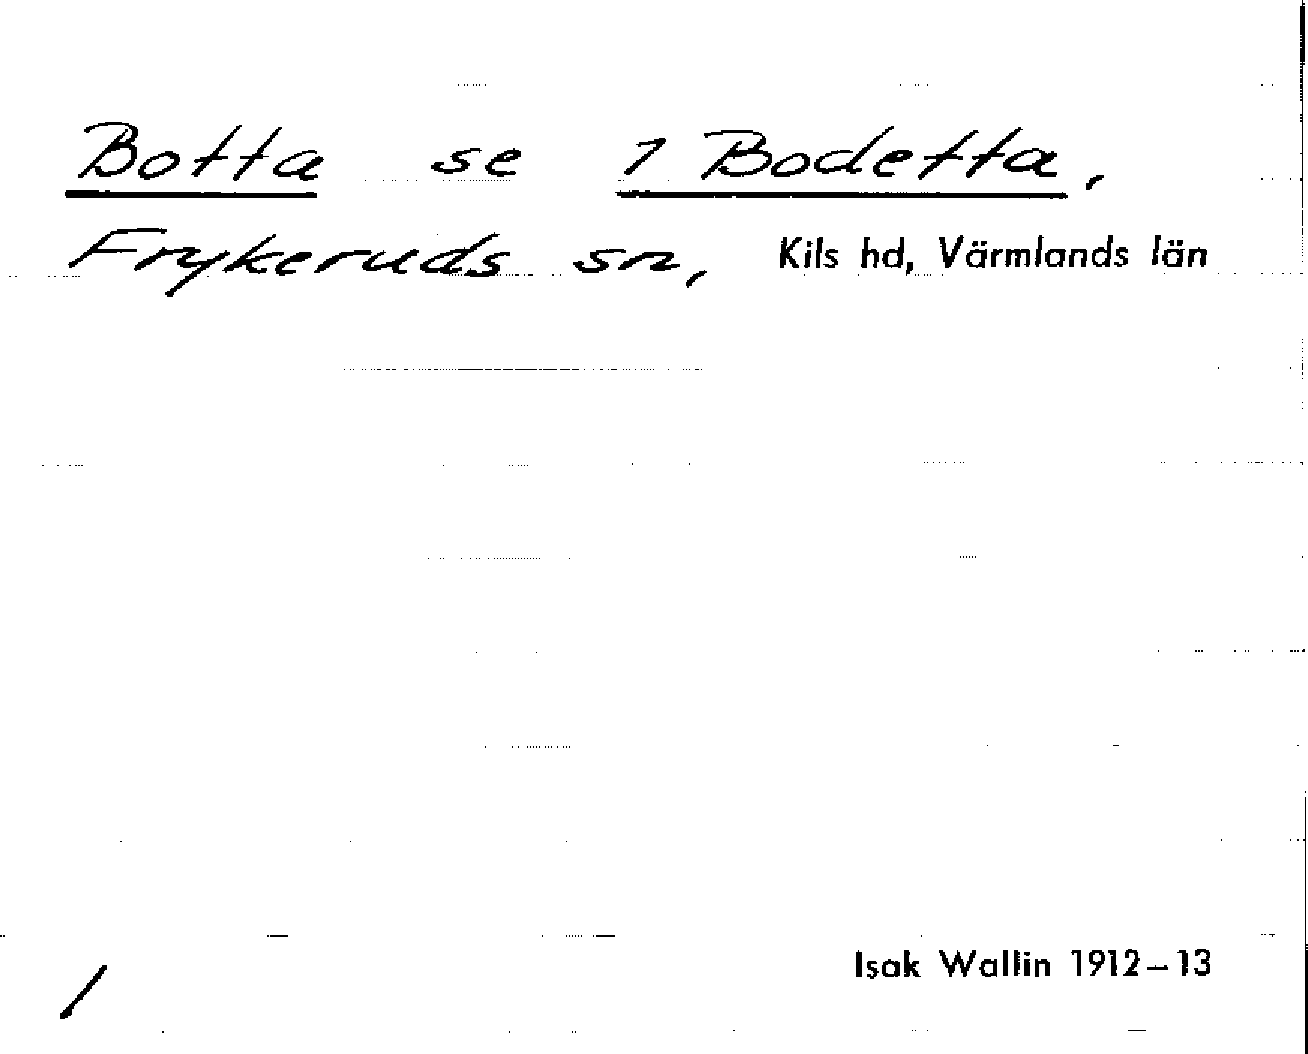 Botta se 1 Bodetta,
Frykeruds sn, Kils hd, Värmlands län
Isak Wallin 1912–13
/